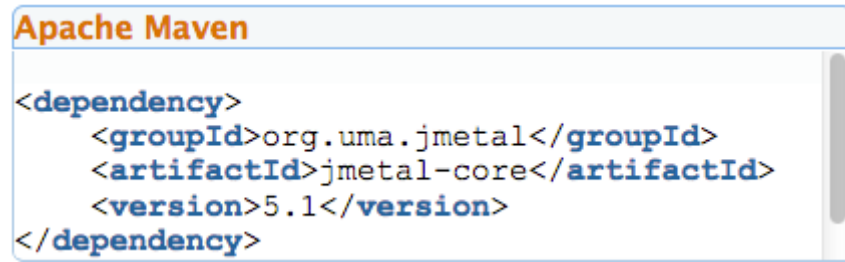 Apache Maven
<dependency>
    <groupId>org.uma.jmetal</groupId>
    <artifactId>jmetal-core</artifactId>
    <version>5.1</version>
</dependency>